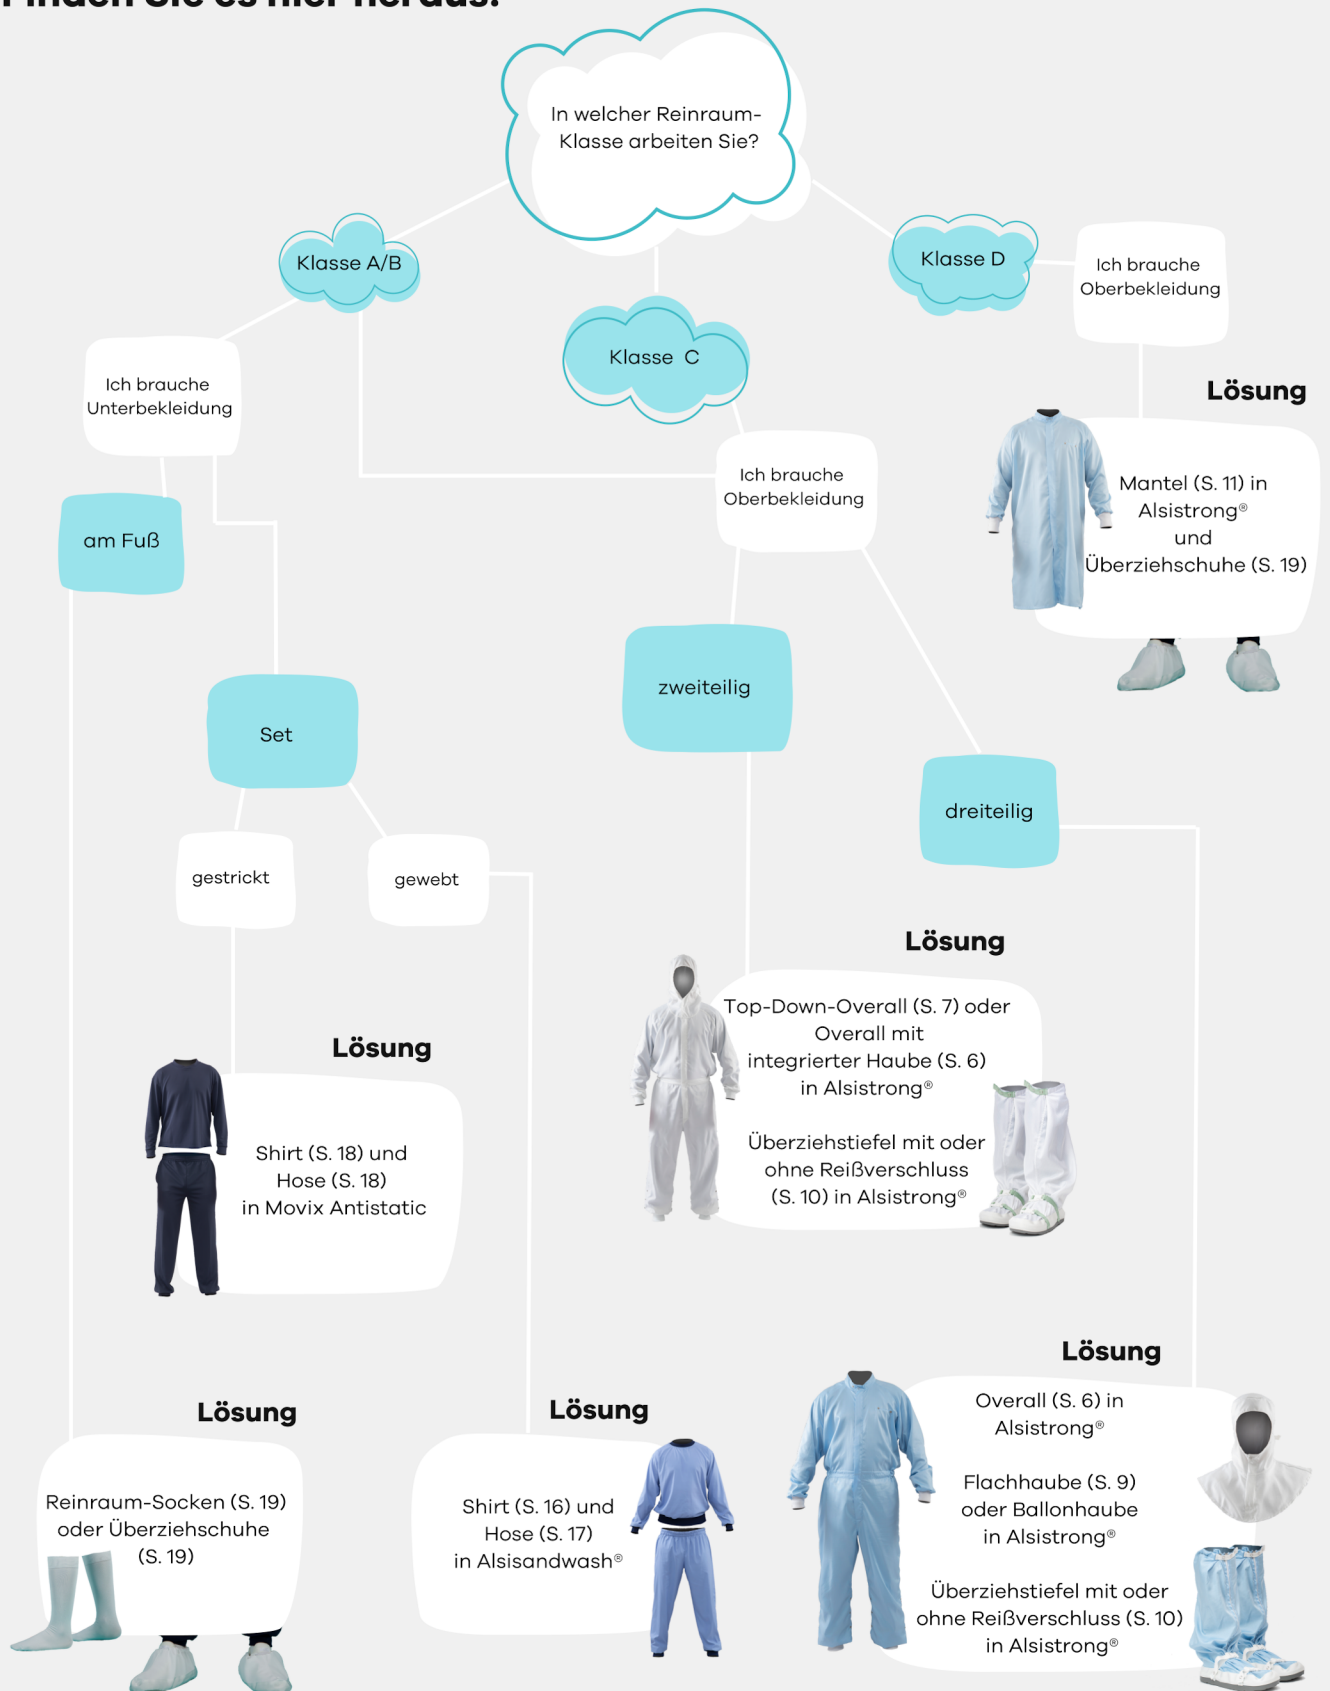 Finden Sie es hier heraus:
In welcher Reinraum-
Klasse arbeiten Sie?
Klasse A/B
Klasse C
Klasse D
Ich brauche
Oberbekleidung
Lösung
Mantel (S. 11) in
Alsistrong®
und
Überziehschuhe (S. 19)
Ich brauche
Unterbekleidung
am Fuß
Set
gestrickt
gewebt
Ich brauche
Oberbekleidung
zweiteilig
dreiteilig
Lösung
Top-Down-Overall (S. 7) oder
Overall mit
integrierter Haube (S. 6)
in Alsistrong®
Überziehstiefel mit oder
ohne Reißverschluss
(S. 10) in Alsistrong®
Lösung
Shirt (S. 18) und
Hose (S. 18)
in Movix Antistatic
Lösung
Reinraum-Socken (S. 19)
oder Überziehschuhe
(S. 19)
Lösung
Shirt (S. 16) und
Hose (S. 17)
in Alsisandwash®
Lösung
Overall (S. 6) in
Alsistrong®
Flachhaube (S. 9)
oder Ballonhaube
in Alsistrong®
Überziehstiefel mit oder
ohne Reißverschluss (S. 10)
in Alsistrong®